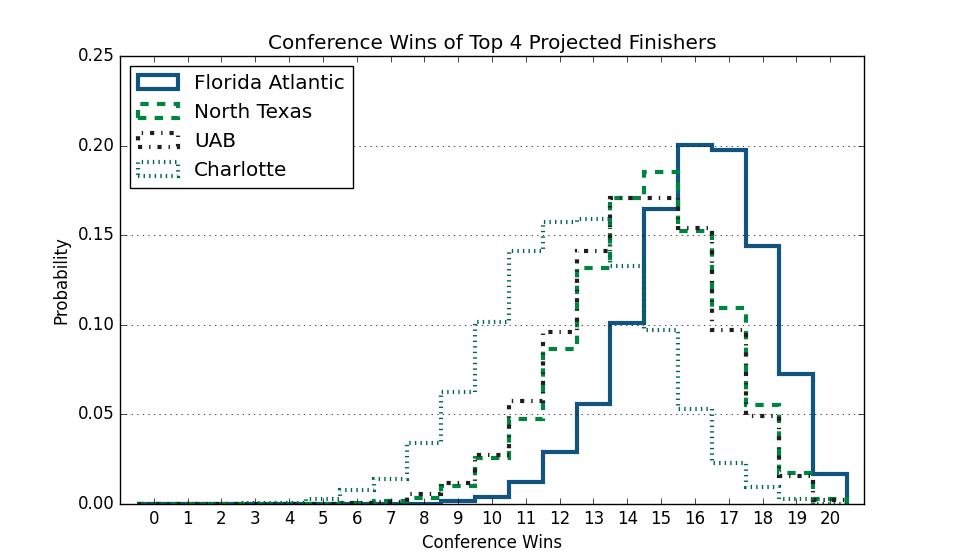 Conference Wins of Top 4 Projected Finishers
0.25
0.20
0.15
0.10
0.05
0.00
Probability
Florida Atlantic
North Texas
UAB
Charlotte
0 1 2 3 4 5 6 7 8 9 10 11 12 13 14 15 16 17 18 19 20
Conference Wins